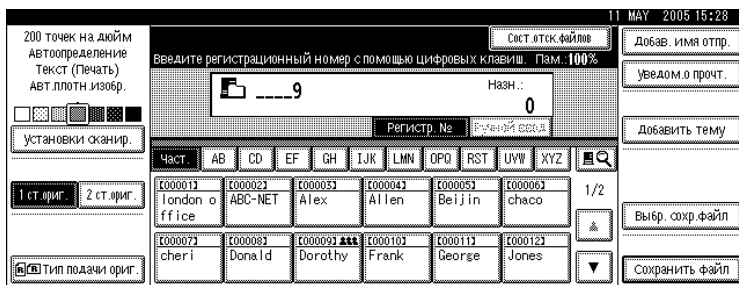 11 MAY 2005 15:28
200 точек на дюйм
Автоопределение
Текст (Печать)
Авт.плотн.изобр.
Установки сканир.
1 ст.ориг.
2 ст.ориг.
Тип подачи ориг.
Сост.отск.файлов
Введите регистрационный номер с помощью цифровых клавиш. Пам.:100%
____9
Назн.:
0
Регистр. №
Ручной ввод
Част.
AB
CD
EF
GH
IJK
LMN
OPQ
RST
UVW
XYZ
[00001]
london o
ffice
[00002]
ABC-NET
[00003]
Alex
[00004]
Allen
[00005]
Beijin
[00006]
chaco
[00007]
cheri
[00008]
Donald
[00009]
Dorothy
[00010]
Frank
[00011]
George
[00012]
Jones
1/2
Добав. имя отпр.
Уведом.о прочт.
Добавить тему
Выбр. сохр.файл
Сохранить файл